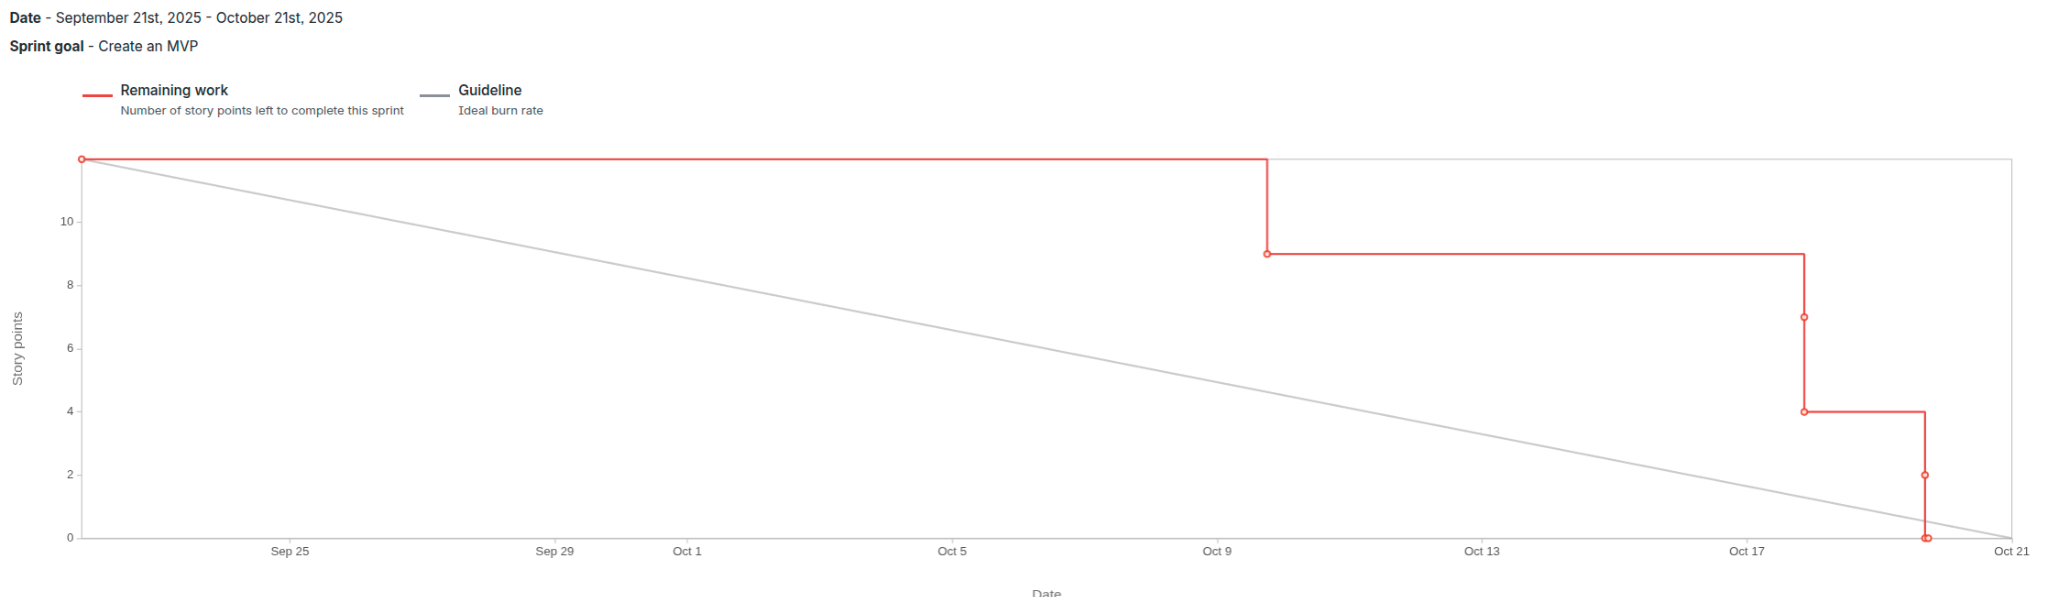 Date - September 21st, 2025 - October 21st, 2025
Sprint goal - Create an MVP
Remaining work
Number of story points left to complete this sprint
Guideline
Ideal burn rate
10
8
6
4
2
0
Story points
Sep 25
Sep 29
Oct 1
Oct 5
Oct 9
Oct 13
Oct 17
Oct 21
Date